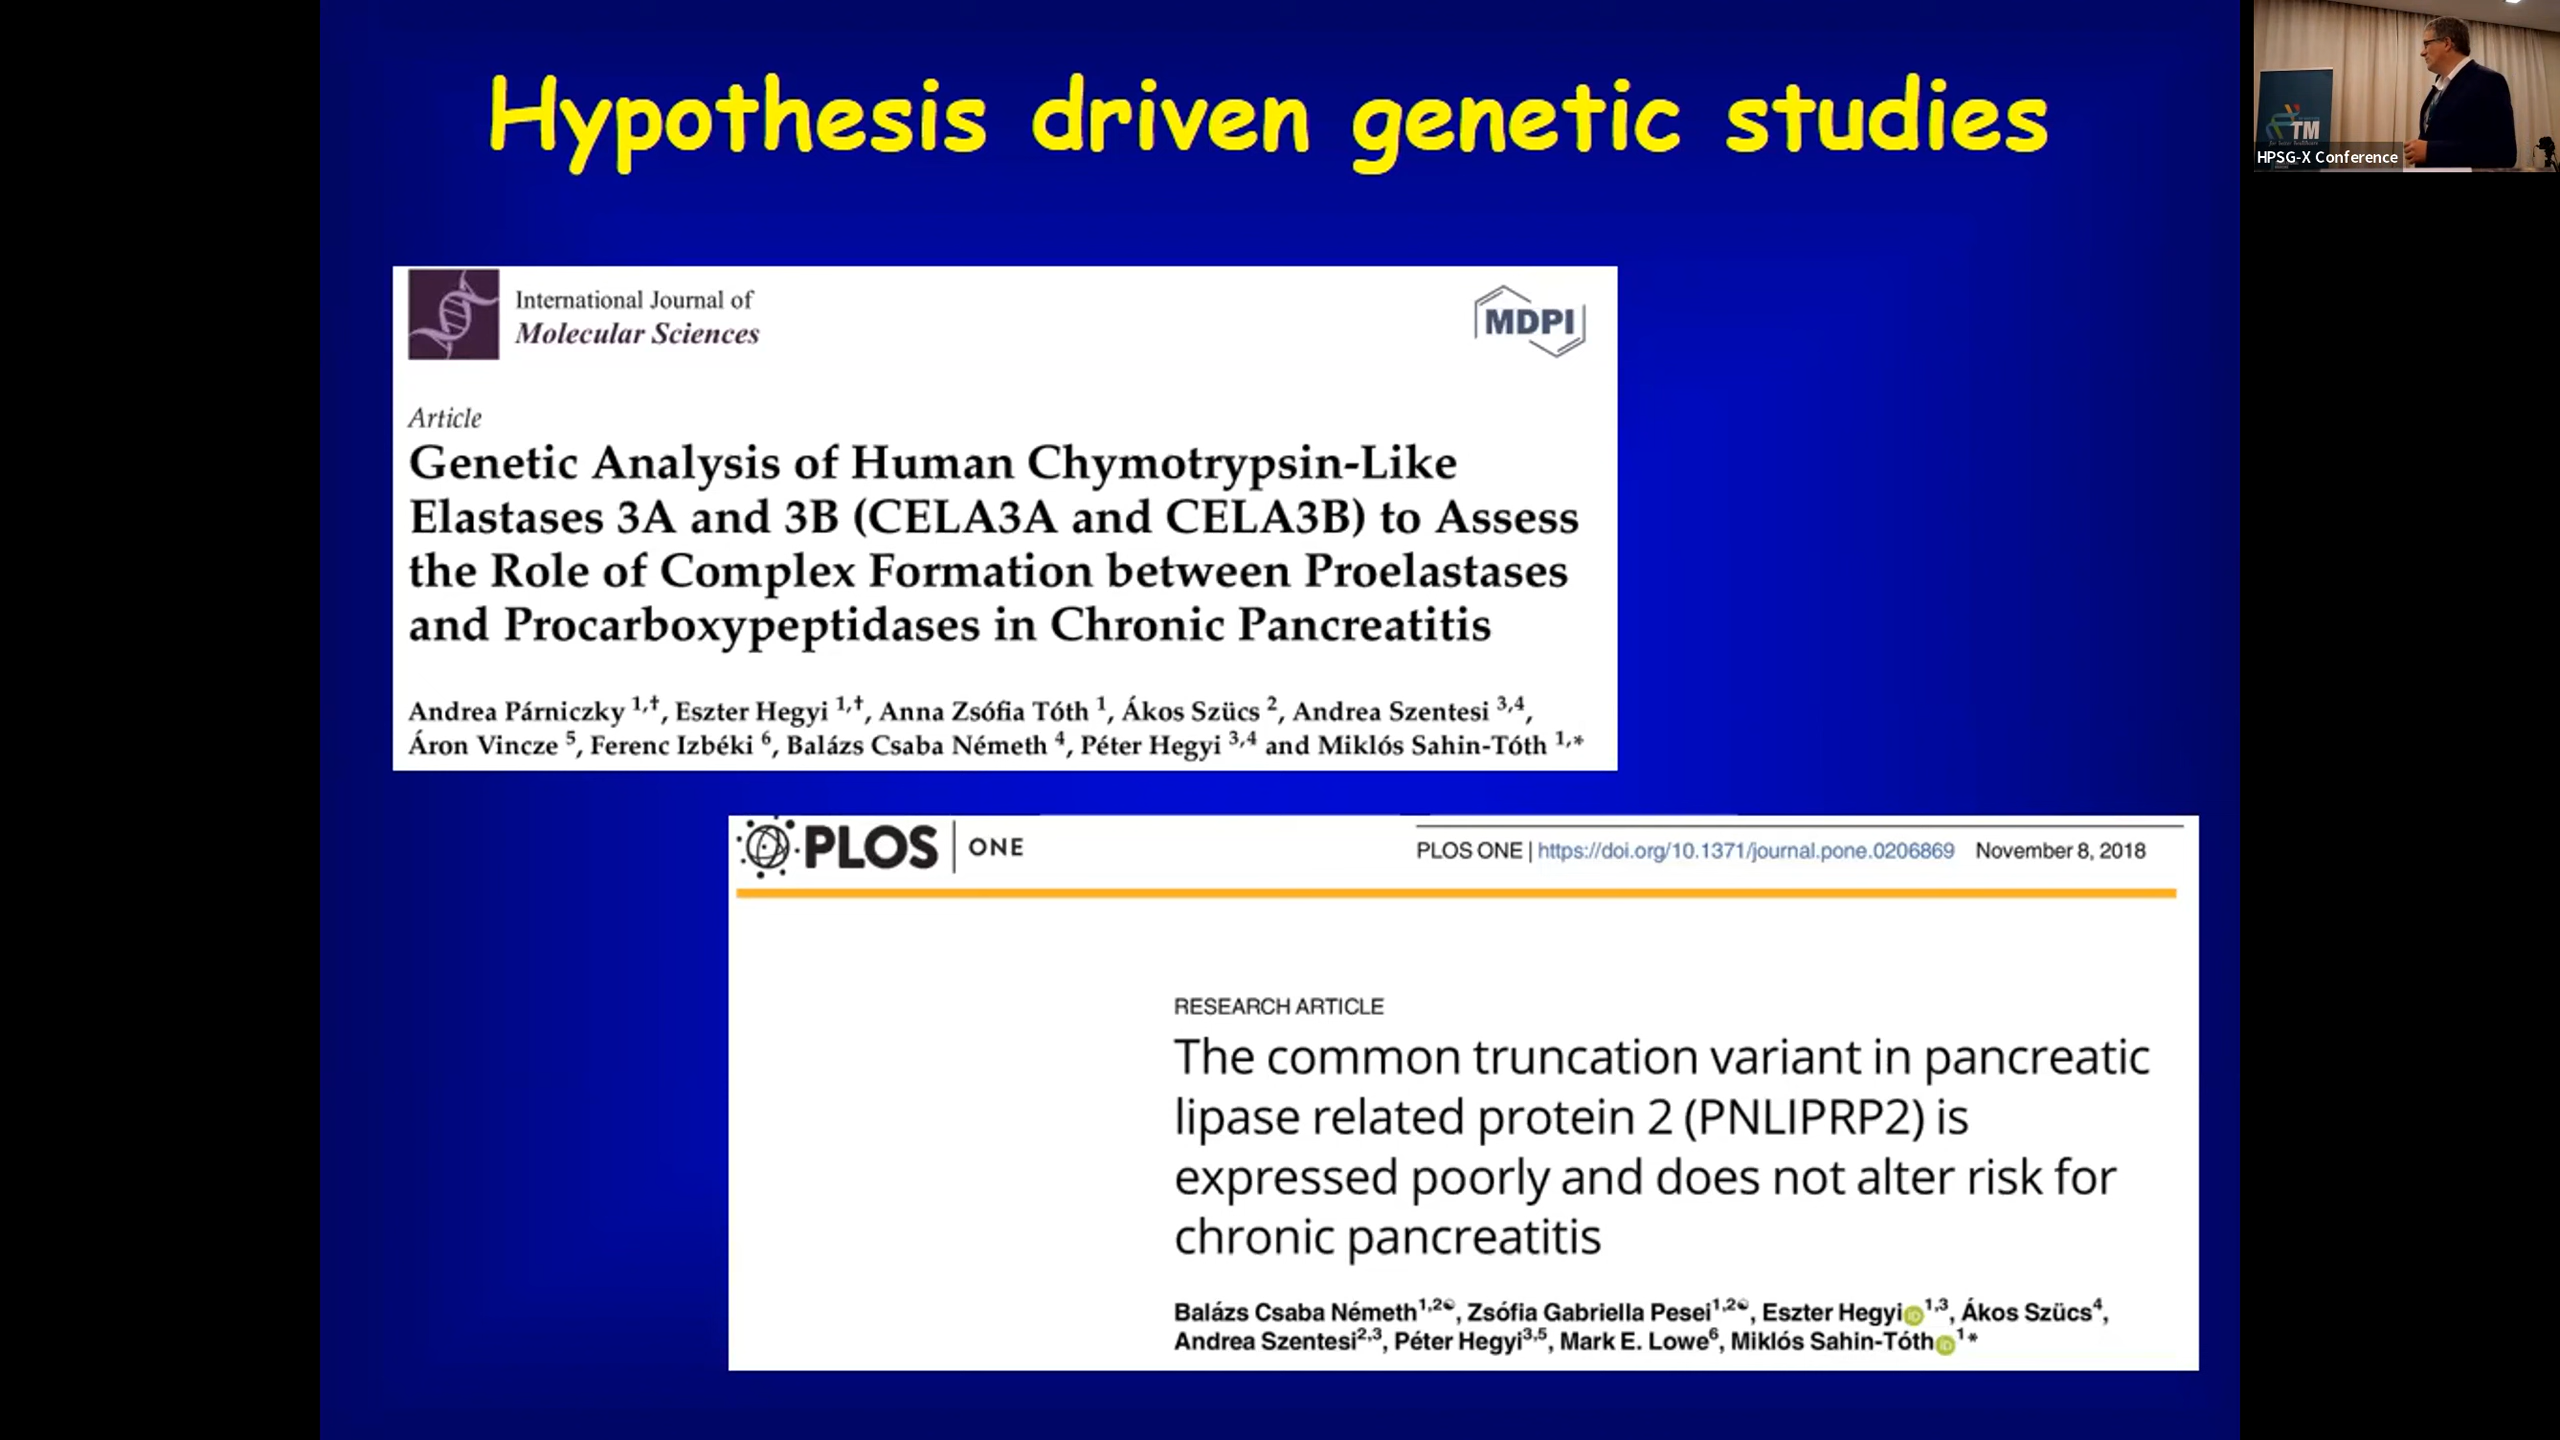 Hypothesis driven genetic studies
TM
HPSG-X Conference
International Journal of
Molecular Sciences
MDPI
Article
Genetic Analysis of Human Chymotrypsin-Like
Elastases 3A and 3B (CELA3A and CELA3B) to Assess
the Role of Complex Formation between Proelastases
and Procarboxypeptidases in Chronic Pancreatitis
Andrea Párniczky 1,†, Eszter Hegyi 1,†, Anna Zsófia Tóth 1, Ákos Szücs 2, Andrea Szentesi 3,4,
Áron Vincze 5, Ferenc Izbéki 6, Balázs Csaba Németh 4, Péter Hegyi 3,4 and Miklós Sahin-Tóth 1,*
PLOS | ONE
PLOS ONE | https://doi.org/10.1371/journal.pone.0206869 November 8, 2018
RESEARCH ARTICLE
The common truncation variant in pancreatic
lipase related protein 2 (PNLIPRP2) is
expressed poorly and does not alter risk for
chronic pancreatitis
Balázs Csaba Németh1,2☯, Zsófia Gabriella Pesei1,2☯, Eszter Hegyi iD 1,3, Ákos Szücs4,
Andrea Szentesi2,3, Péter Hegyi3,5, Mark E. Lowe6, Miklós Sahin-Tóth iD 1*